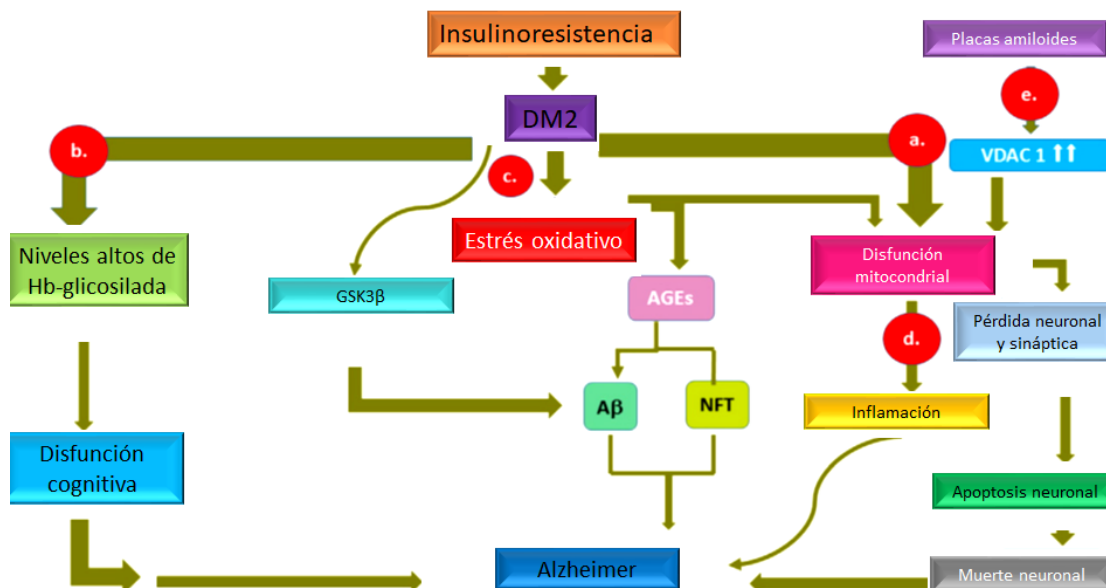 Insulinoresistencia
Placas amiloides
e.
DM2
b.
a.
VDAC 1 ⬆⬆
c.
Estrés oxidativo
Niveles altos de
Hb-glicosilada
Disfunción
mitocondrial
GSK3β
AGEs
Pérdida neuronal
y sináptica
d.
Aβ
NFT
Inflamación
Disfunción
cognitiva
Apoptosis neuronal
Alzheimer
Muerte neuronal